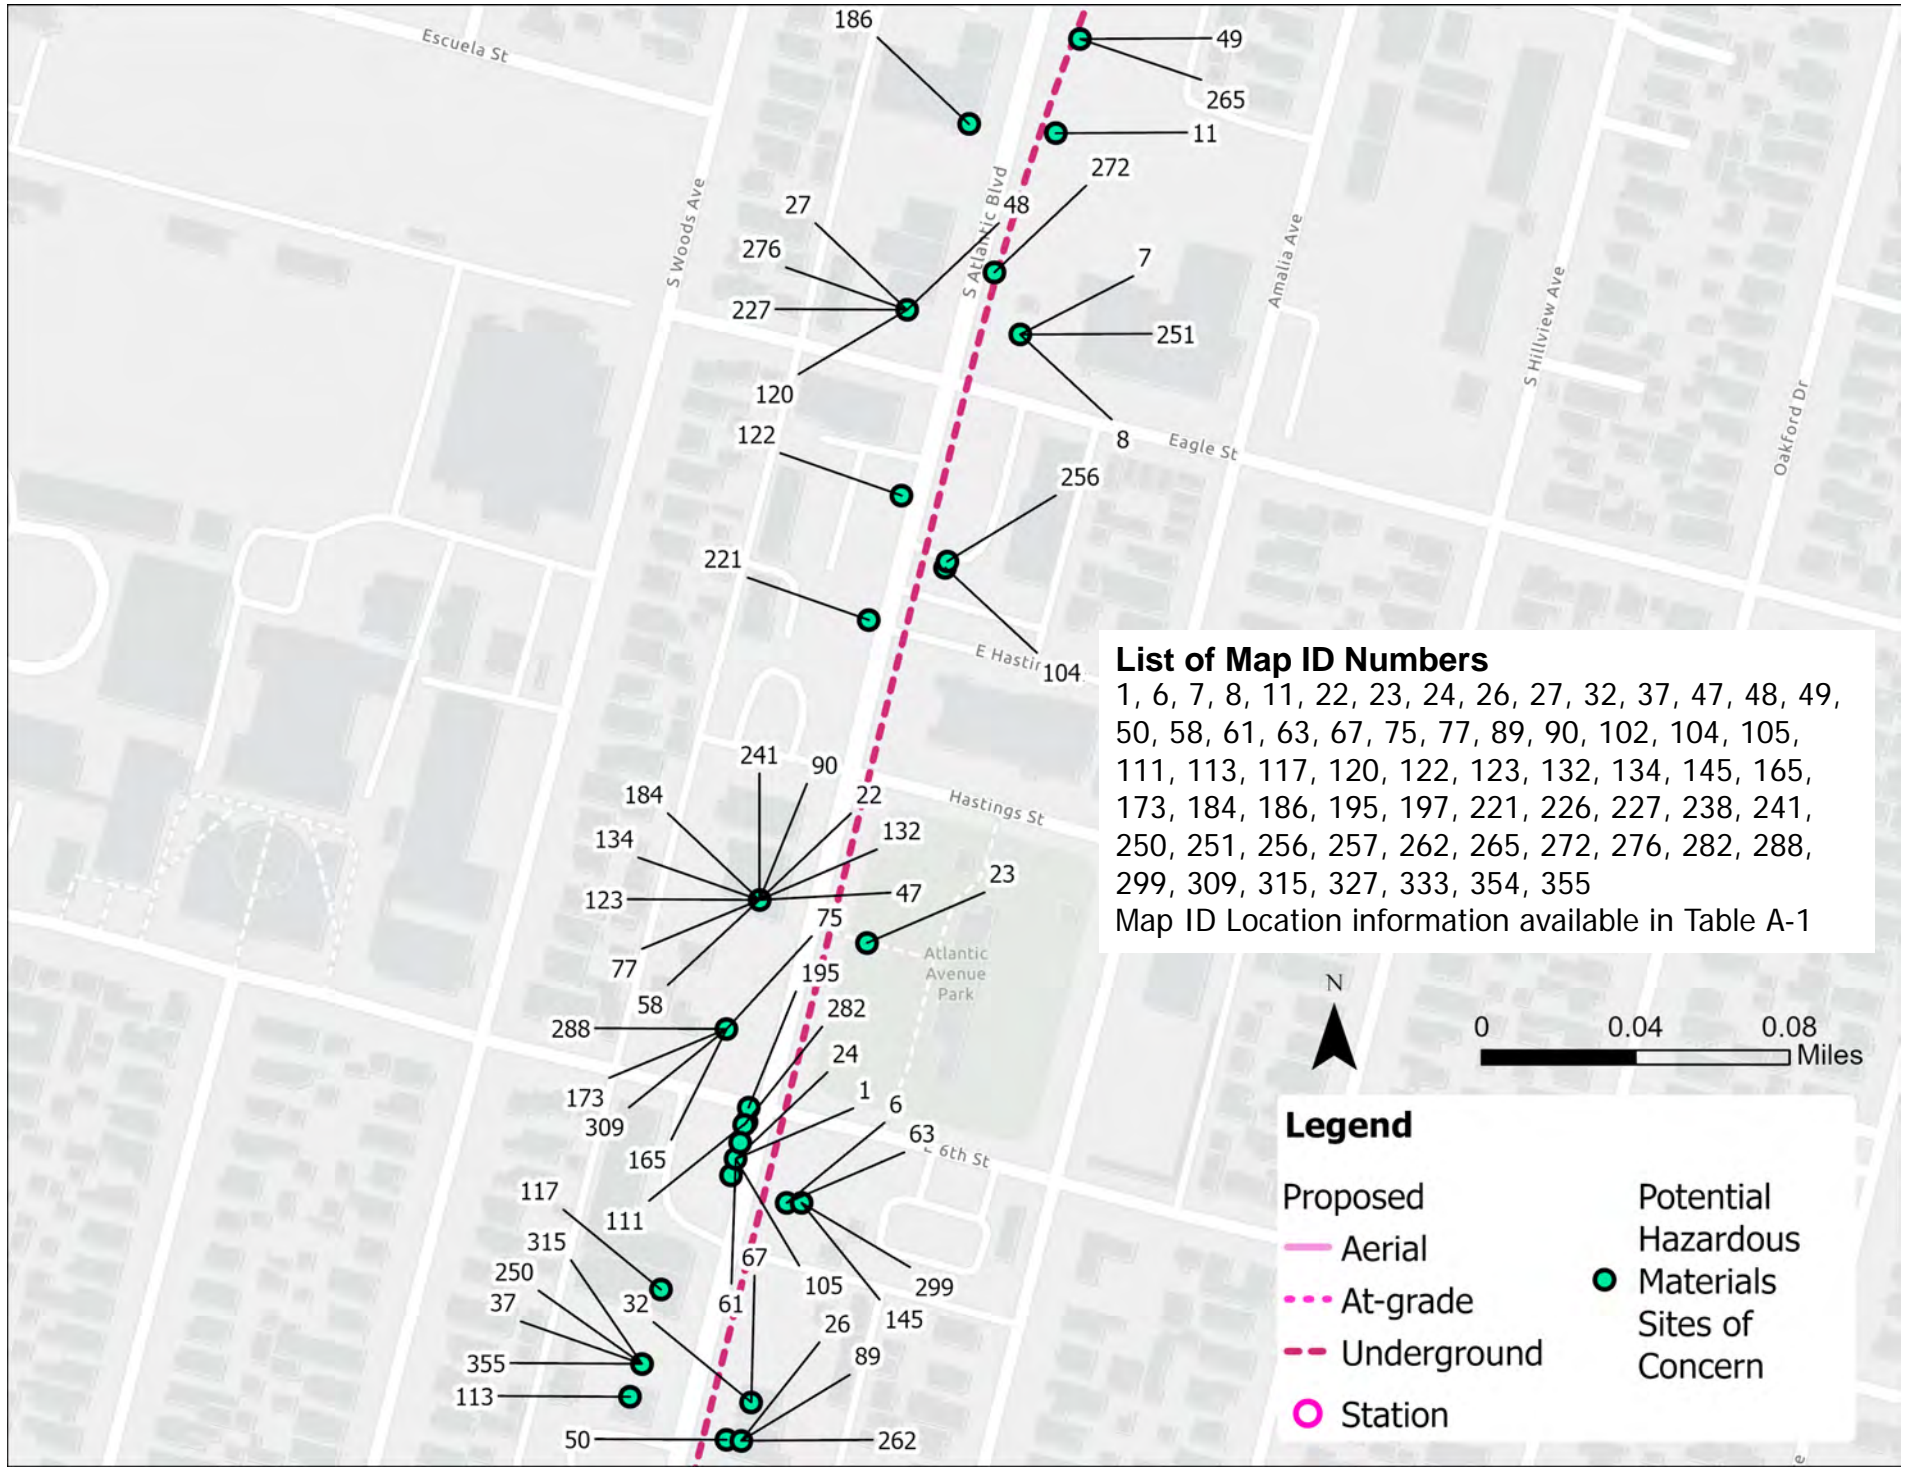 186
49
Escuela St
265
11
272
S Woods Ave
S Atlantic Blvd
27
48
Amalia Ave
276
7
227
251
S Hillview Ave
120
Oakford Dr
122
8
Eagle St
256
221
E Hastin
104
List of Map ID Numbers
1, 6, 7, 8, 11, 22, 23, 24, 26, 27, 32, 37, 47, 48, 49,
50, 58, 61, 63, 67, 75, 77, 89, 90, 102, 104, 105,
111, 113, 117, 120, 122, 123, 132, 134, 145, 165,
173, 184, 186, 195, 197, 221, 226, 227, 238, 241,
250, 251, 256, 257, 262, 265, 272, 276, 282, 288,
299, 309, 315, 327, 333, 354, 355
Map ID Location information available in Table A-1
241
90
184
22
Hastings St
134
132
123
47
23
75
77
Atlantic
Avenue
Park
195
58
282
288
24
173
1
6
309
63
165
E 6th St
117
111
315
67
250
105
299
37
32
61
145
26
355
89
113
50
262
N
0 0.04 0.08
Miles
Legend
Proposed
Aerial
At-grade
Underground
Station
Potential
Hazardous
Materials
Sites of
Concern
e